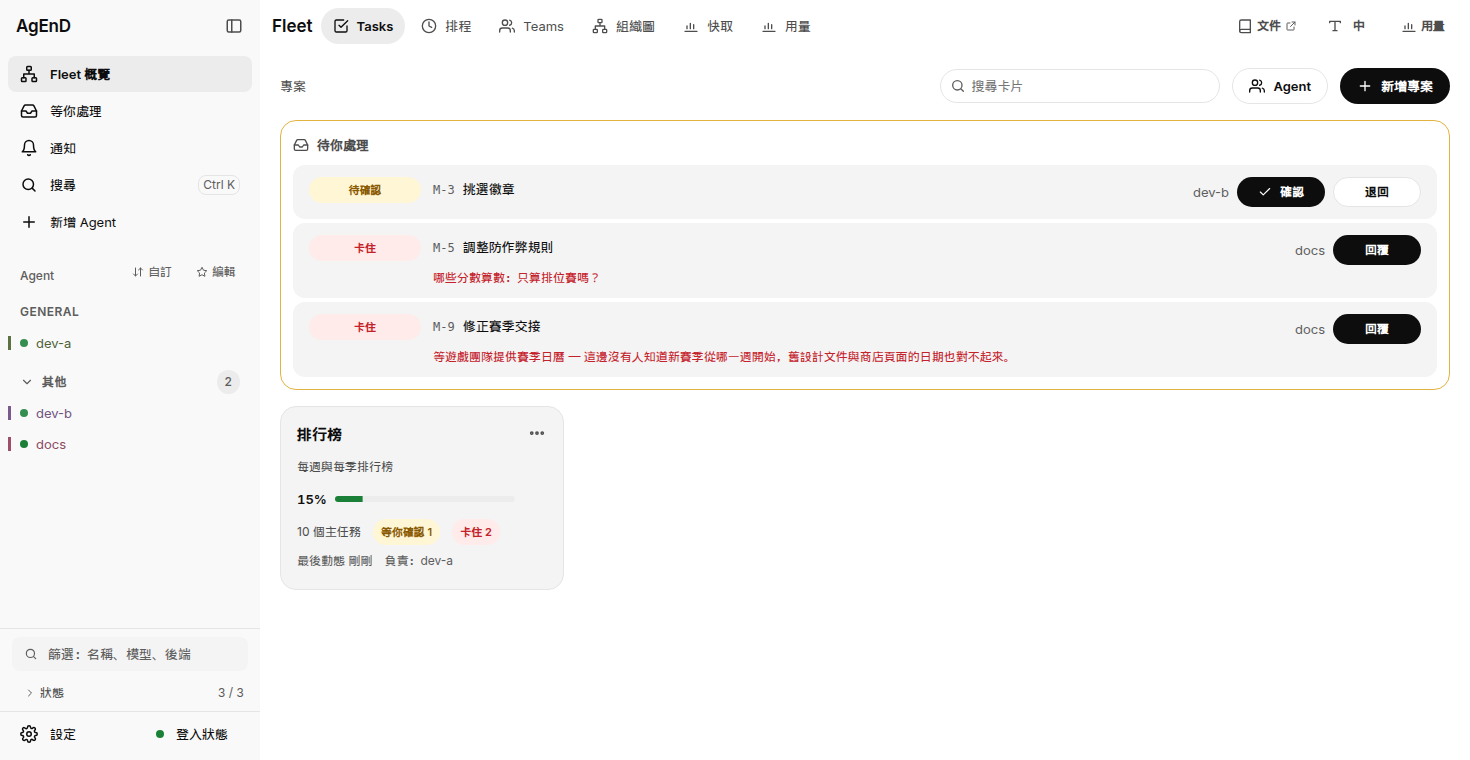 AgEnD
Fleet 概覽
等你處理
通知
搜尋 Ctrl K
新增 Agent
Agent 自訂 編輯
GENERAL
dev-a
其他 2
dev-b
docs
篩選：名稱、模型、後端
狀態 3 / 3
設定 登入狀態
Fleet Tasks 排程 Teams 組織圖 快取 用量 文件 中 用量
專案 搜尋卡片 Agent 新增專案
待你處理
待確認 M-3 挑選徽章 dev-b 確認 退回
卡住 M-5 調整防作弊規則 docs 回覆
哪些分數算數：只算排位賽嗎？
卡住 M-9 修正賽季交接 docs 回覆
等遊戲團隊提供賽季日曆 — 這邊沒有人知道新賽季從哪一週開始，舊設計文件與商店頁面的日期也對不起來。
排行榜
每週與每季排行榜
15%
10 個主任務 等你確認 1 卡住 2
最後動態 剛剛 負責：dev-a